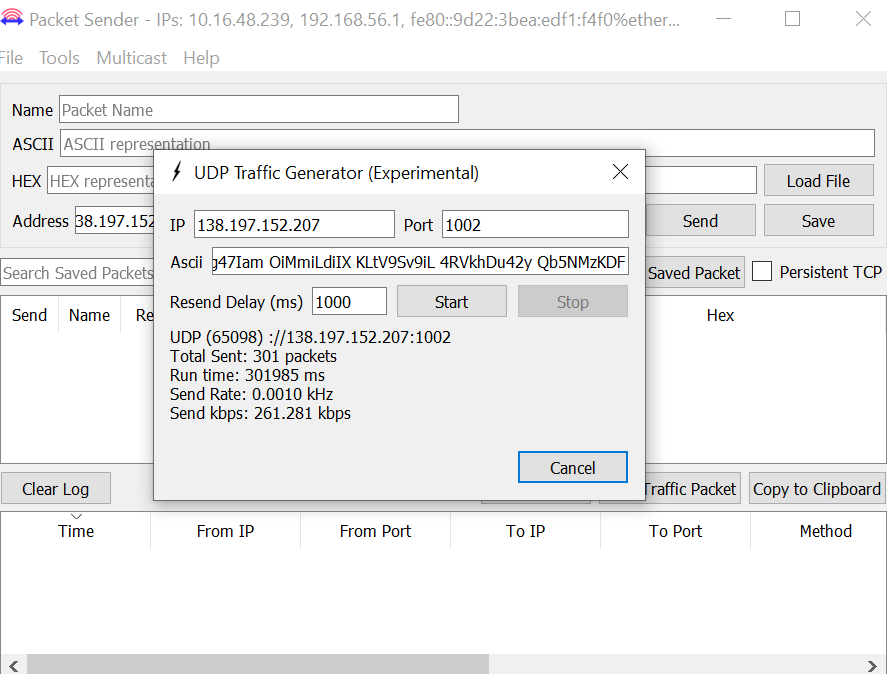 Packet Sender - IPs: 10.16.48.239, 192.168.56.1, fe80::9d22:3bea:edf1:f4f0%ether...
File Tools Multicast Help
Name Packet Name
ASCII ASCII representation
UDP Traffic Generator (Experimental)
HEX HEX representa Load File
Address 38.197.152 Send Save
IP 138.197.152.207 Port 1002
Ascii g47Iam OiMmiLdiIX KLtV9Sv9iL 4RVkhDu42y Qb5NMzKDF
Search Saved Packets Saved Packet Persistent TCP
Resend Delay (ms) 1000 Start Stop
Send Name Re Hex
UDP (65098) ://138.197.152.207:1002
Total Sent: 301 packets
Run time: 301985 ms
Send Rate: 0.0010 kHz
Send kbps: 261.281 kbps
Cancel
Clear Log Traffic Packet Copy to Clipboard
Time From IP From Port To IP To Port Method